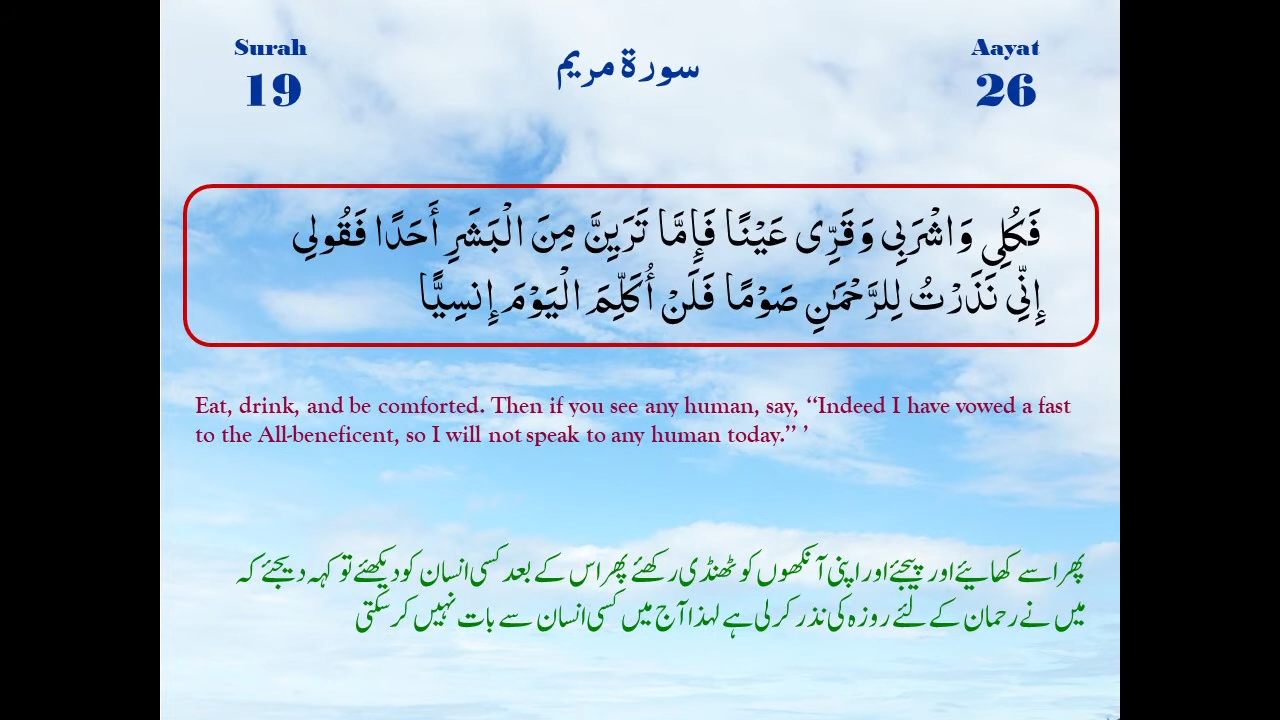 Surah
19
سورة مريم
Aayat
26
فَكُلِي وَاشْرَبِي وَقَرِّي عَيْنًا فَإِمَّا تَرَيِنَّ مِنَ الْبَشَرِ أَحَدًا فَقُولِي
إِنِّي نَذَرْتُ لِلرَّحْمَٰنِ صَوْمًا فَلَنْ أُكَلِّمَ الْيَوْمَ إِنسِيًّا
Eat, drink, and be comforted. Then if you see any human, say, “Indeed I have vowed a fast
to the All-beneficent, so I will not speak to any human today.” ’
پھر اسے کھایئے اور پیجئے اور اپنی آنکھوں کو ٹھنڈی رکھئے پھر اس کے بعد کسی انسان کو دیکھئے تو کہہ دیجئے کہ
میں نے رحمان کے لئے روزہ کی نذر کرلی ہے لہذا آج میں کسی انسان سے بات نہیں کرسکتی